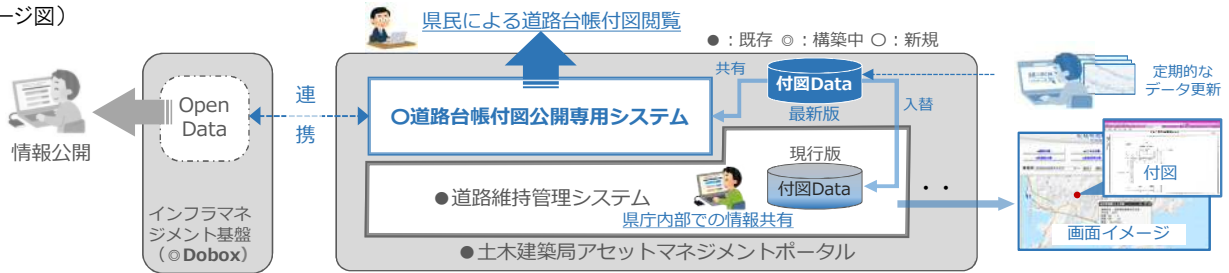 ージ図）
県民による道路台帳付図閲覧
●：既存 ◎：構築中 〇：新規
情報公開
Open
Data
連
携
〇道路台帳付図公開専用システム
共有
付図Data
最新版
入替
定期的な
データ更新
現行版
付図Data
●道路維持管理システム
県庁内部での情報共有
・・
付図
画面イメージ
インフラマネ
ジメント基盤
（◎Dobox）
●土木建築局アセットマネジメントポータル